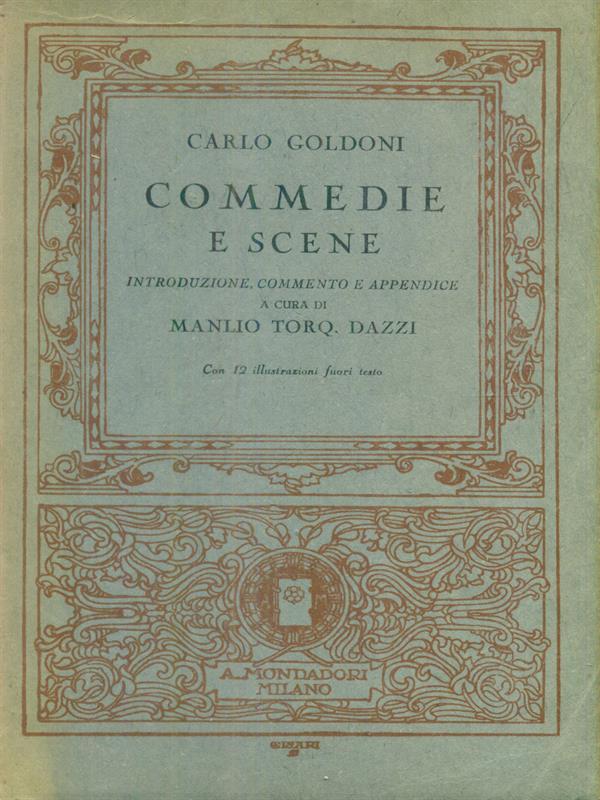 CARLO GOLDONI
COMMEDIE
E SCENE
INTRODUZIONE, COMMENTO E APPENDICE
A CURA DI
MANLIO TORQ. DAZZI
Con 12 illustrazioni fuori testo
A. MONDADORI
MILANO